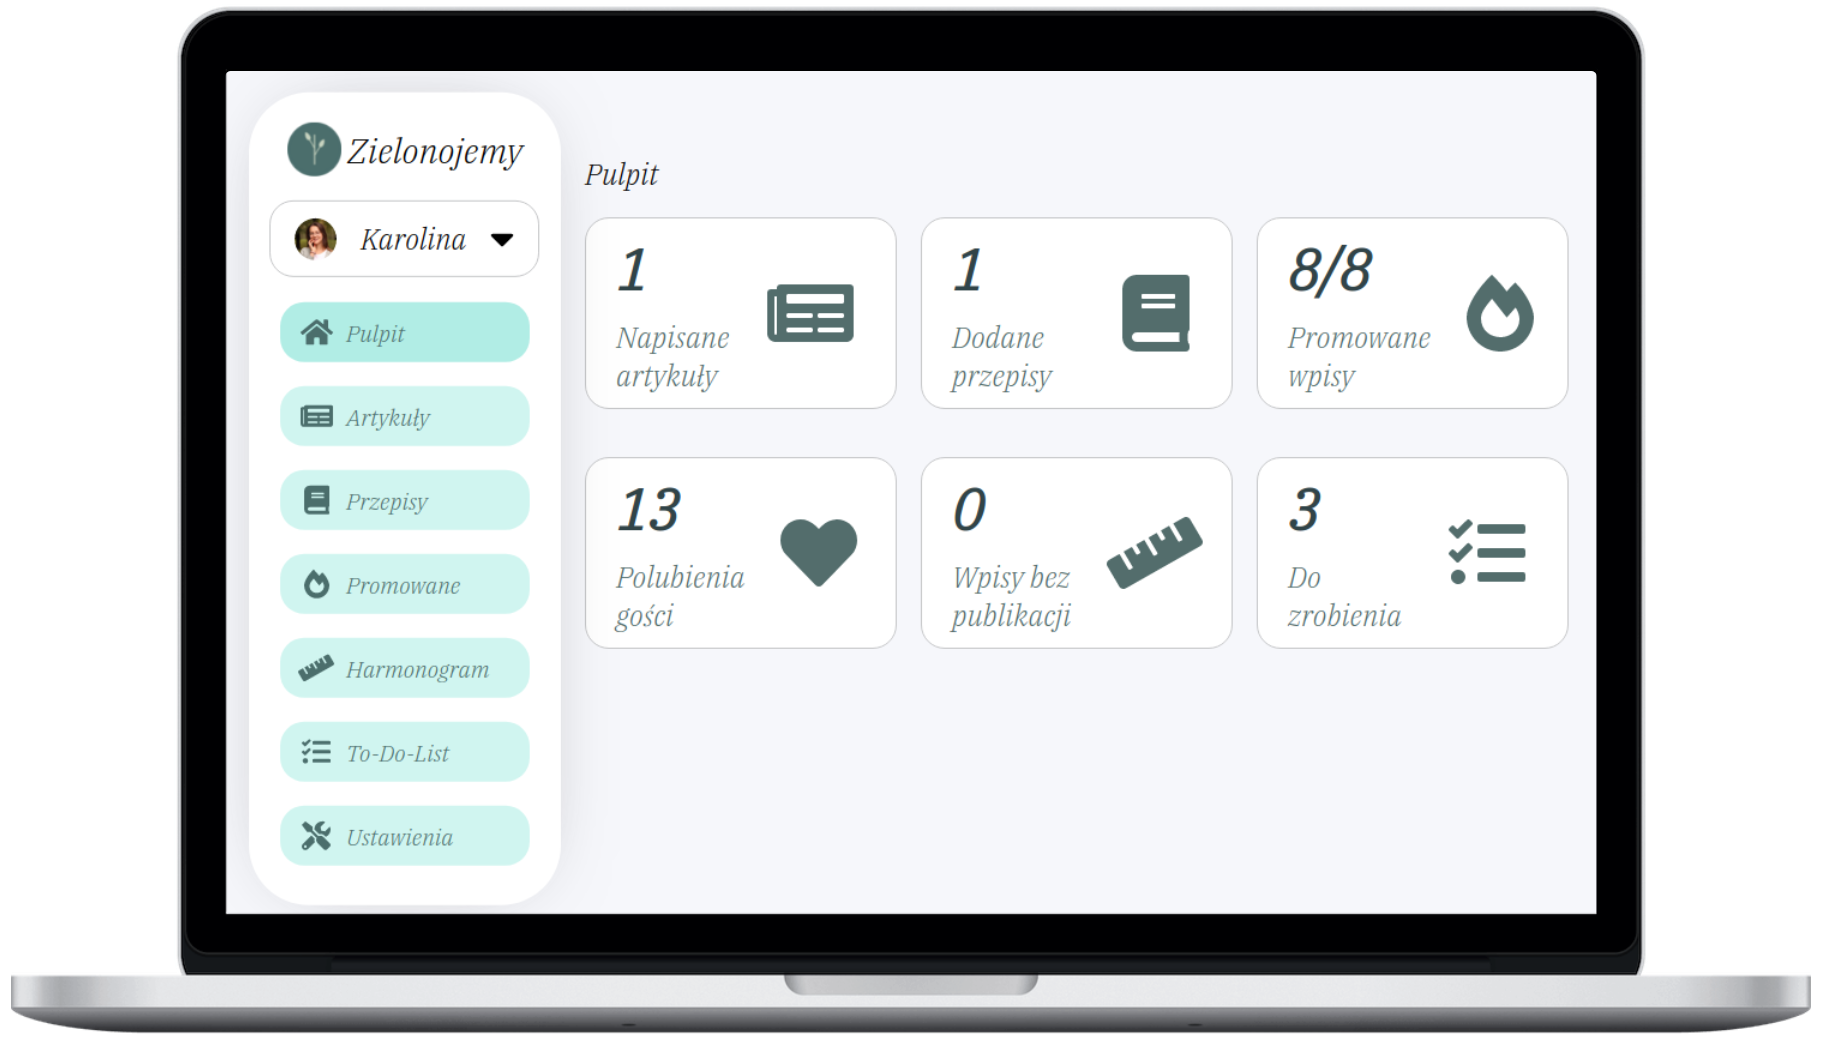 Zielonojemy
Karolina
Pulpit
Artykuły
Przepisy
Promowane
Harmonogram
To-Do-List
Ustawienia
Pulpit
1
Napisane
artykuły
1
Dodane
przepisy
8/8
Promowane
wpisy
13
Polubienia
gości
0
Wpisy bez
publikacji
3
Do
zrobienia